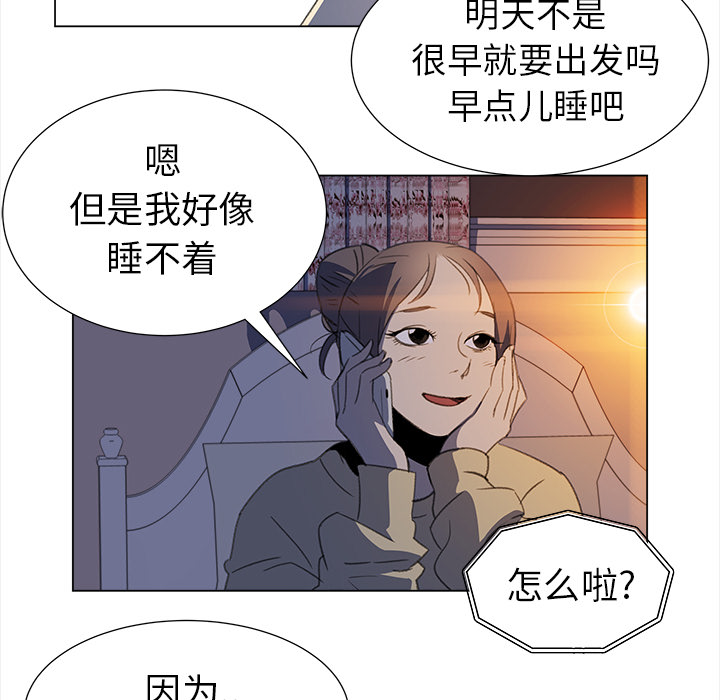 明天不是
很早就要出发吗
早点儿睡吧
嗯
但是我好像
睡不着
怎么啦?
因为..